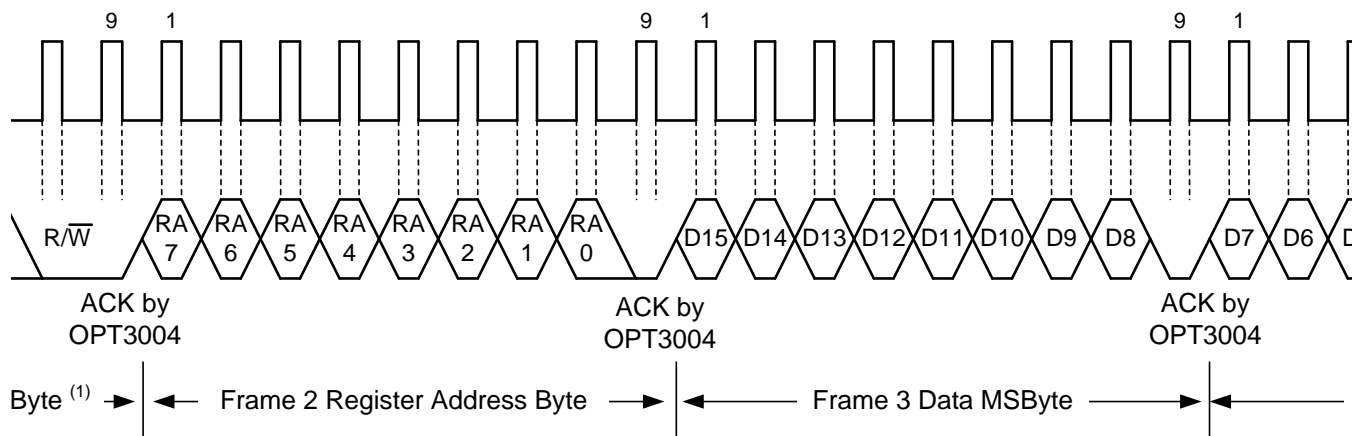 9 1 9 1 9 1
R/W RA 7 RA 6 RA 5 RA 4 RA 3 RA 2 RA 1 RA 0 D15 D14 D13 D12 D11 D10 D9 D8 D7 D6 D
ACK by
OPT3004
ACK by
OPT3004
ACK by
OPT3004
Byte (1) Frame 2 Register Address Byte Frame 3 Data MSByte